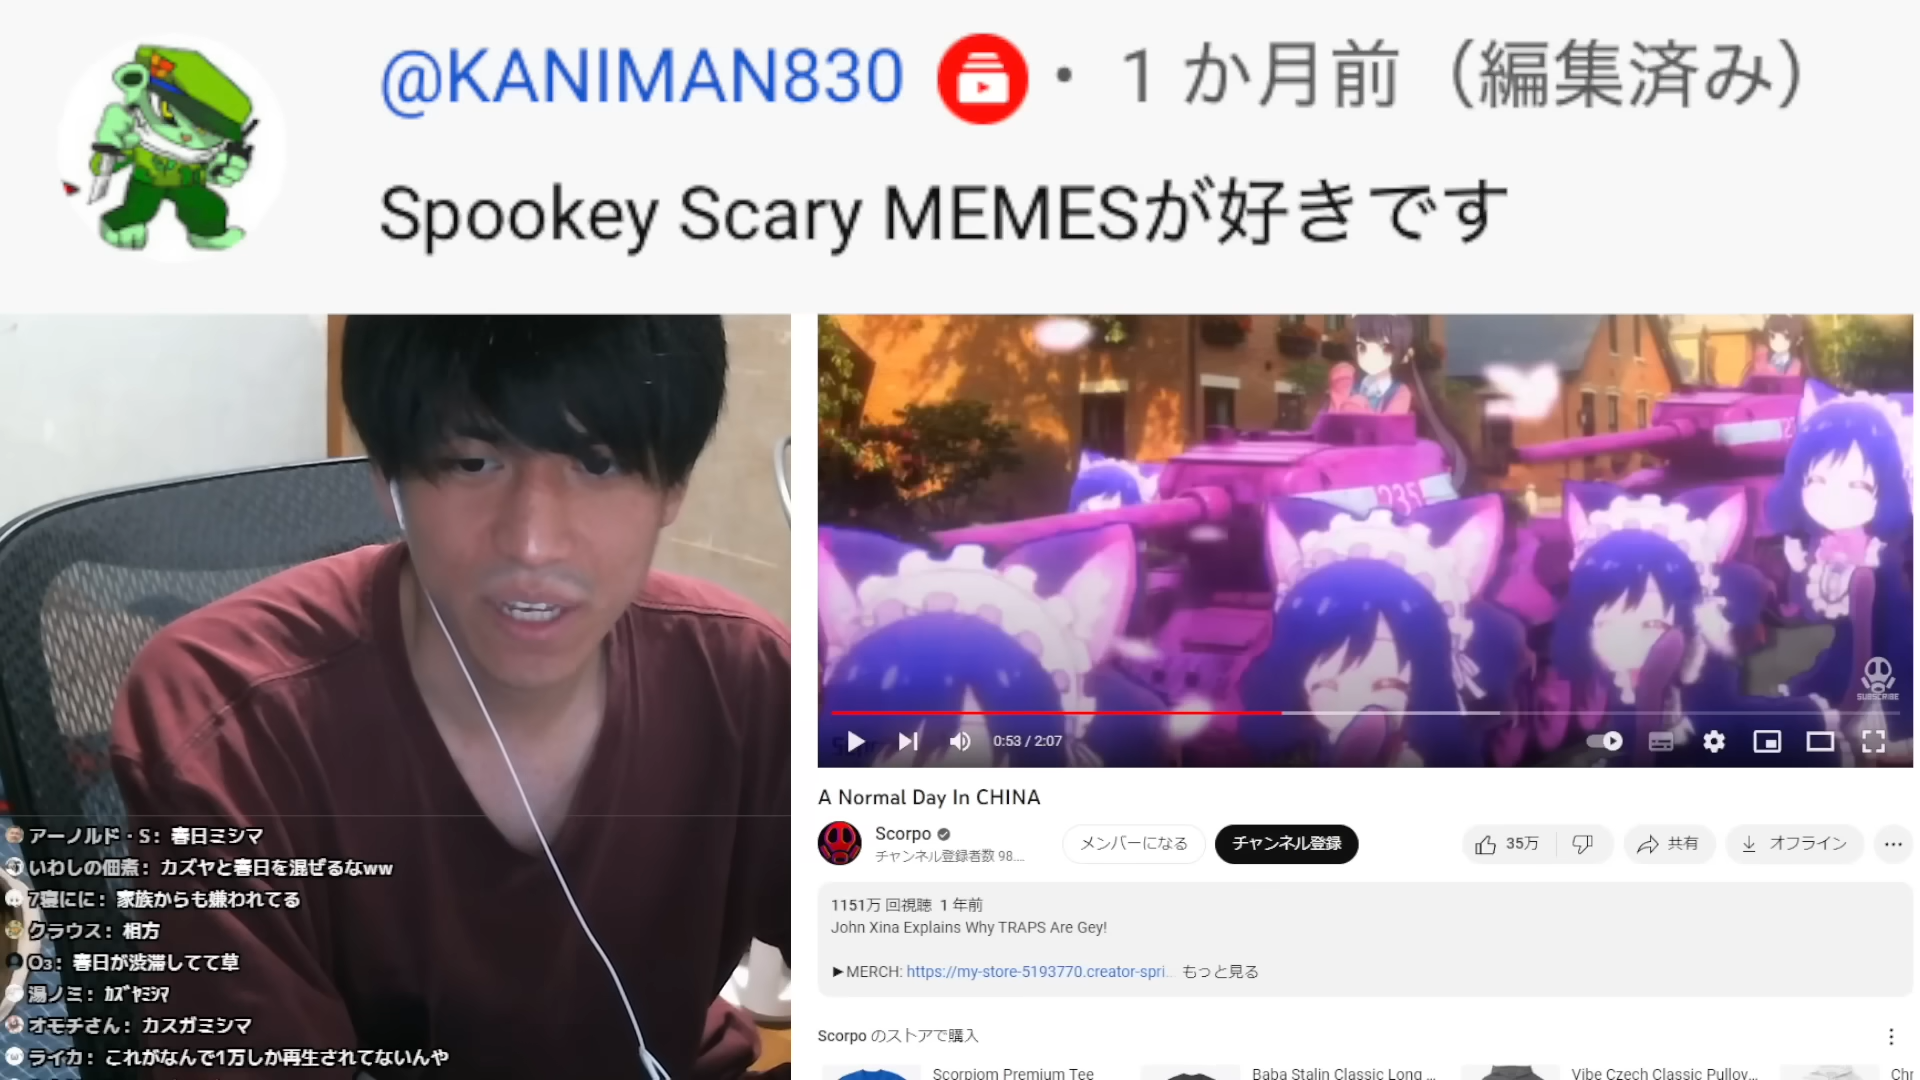 @KANIMAN830 ・ 1 か月前（編集済み）
Spookey Scary MEMESが好きです
235
SUBSCRIBE
0:53 / 2:07
A Normal Day In CHINA
Scorpo
チャンネル登録者数 98....
メンバーになる
チャンネル登録
35万
共有
オフライン
1151万 回視聴 1 年前
John Xina Explains Why TRAPS Are Gey!
►MERCH: https://my-store-5193770.creator-spri... もっと見る
Scorpo のストアで購入
Scorpiom Premium Tee
Baba Stalin Classic Long ...
Vibe Czech Classic Pullov...
Chr
アーノルド・S: 春日ミシマ
いわしの佃煮: カズヤと春日を混ぜるなww
7寝にに: 家族からも嫌われてる
クラウス: 相方
O₃: 春日が渋滞してて草
湯ノミ: ｶｽﾞﾔﾐｼﾏ
オモチさん: カスガミシマ
ライカ: これがなんで1万しか再生されてないんや